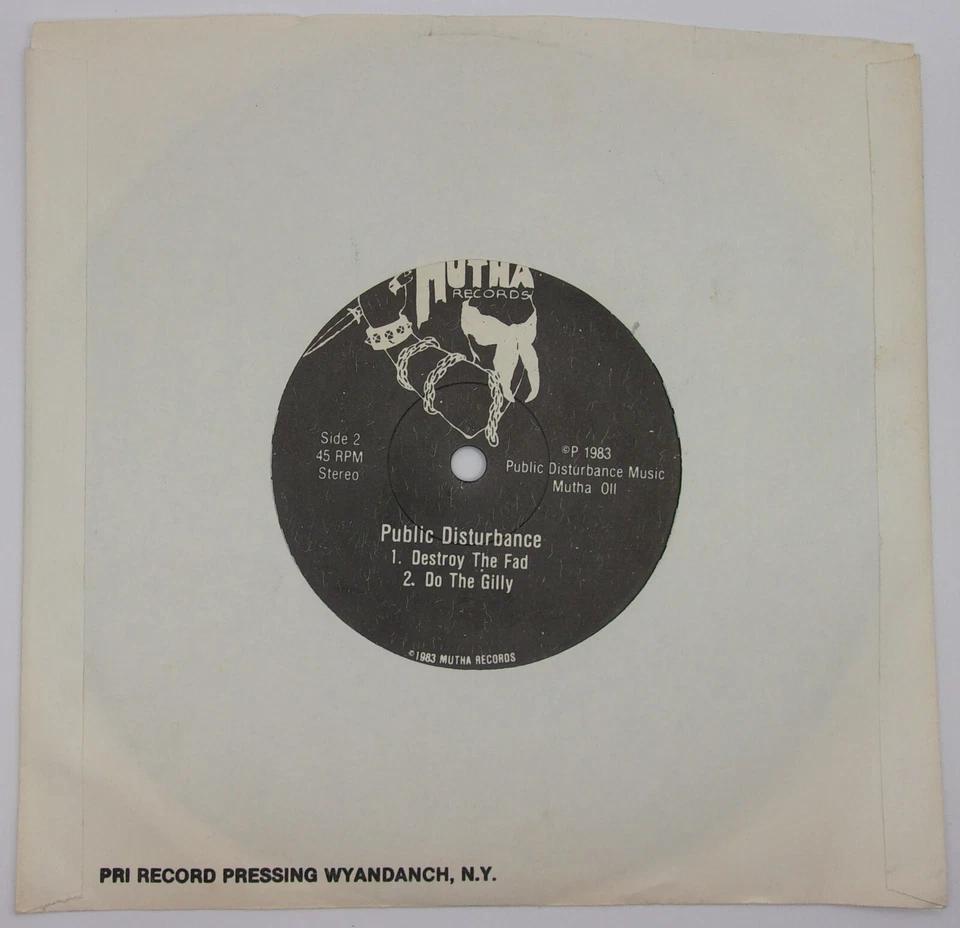 MUTHA
RECORDS
Side 2
45 RPM
Stereo
©P 1983
Public Disturbance Music
Mutha 011
Public Disturbance
1. Destroy The Fad
2. Do The Gilly
©1983 MUTHA RECORDS
PRI RECORD PRESSING WYANDANCH, N.Y.